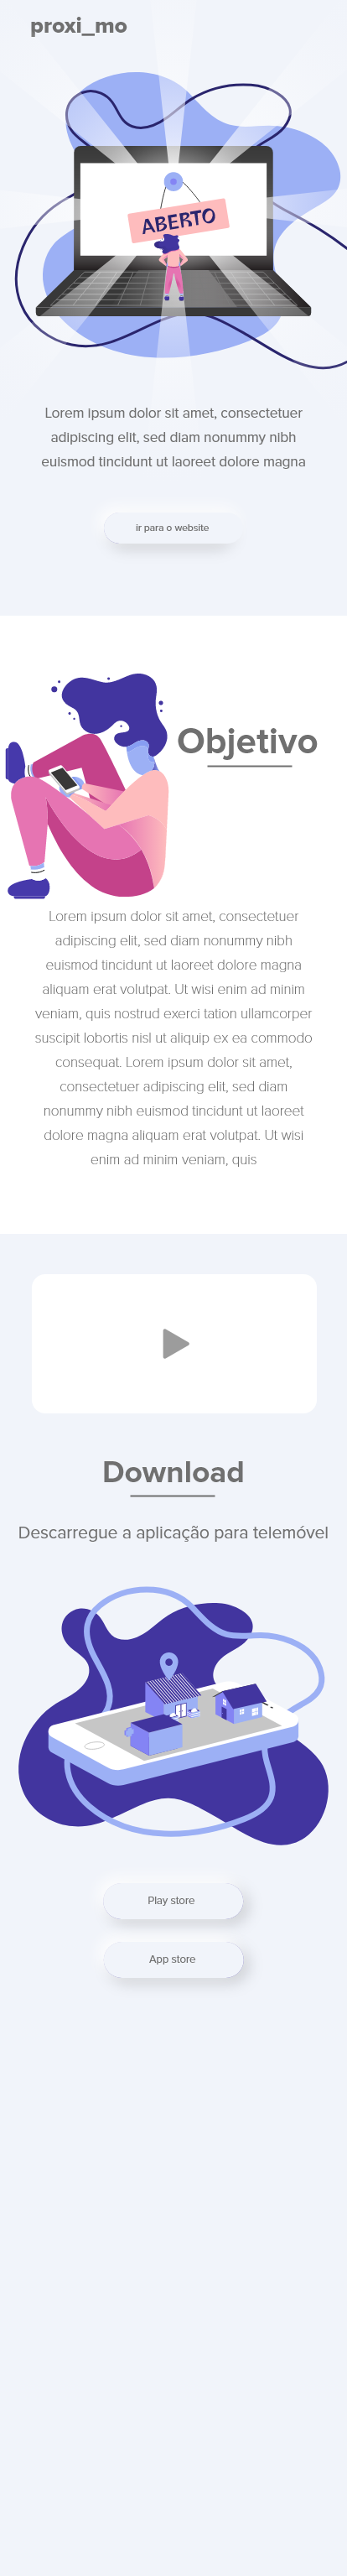 proxi_mo
ABERTO
Lorem ipsum dolor sit amet, consectetuer
adipiscing elit, sed diam nonummy nibh
euismod tincidunt ut laoreet dolore magna
ir para o website
Objetivo
Lorem ipsum dolor sit amet, consectetuer
adipiscing elit, sed diam nonummy nibh
euismod tincidunt ut laoreet dolore magna
aliquam erat volutpat. Ut wisi enim ad minim
veniam, quis nostrud exerci tation ullamcorper
suscipit lobortis nisl ut aliquip ex ea commodo
consequat. Lorem ipsum dolor sit amet,
consectetuer adipiscing elit, sed diam
nonummy nibh euismod tincidunt ut laoreet
dolore magna aliquam erat volutpat. Ut wisi
enim ad minim veniam, quis
Download
Descarregue a aplicação para telemóvel
Play store
App store